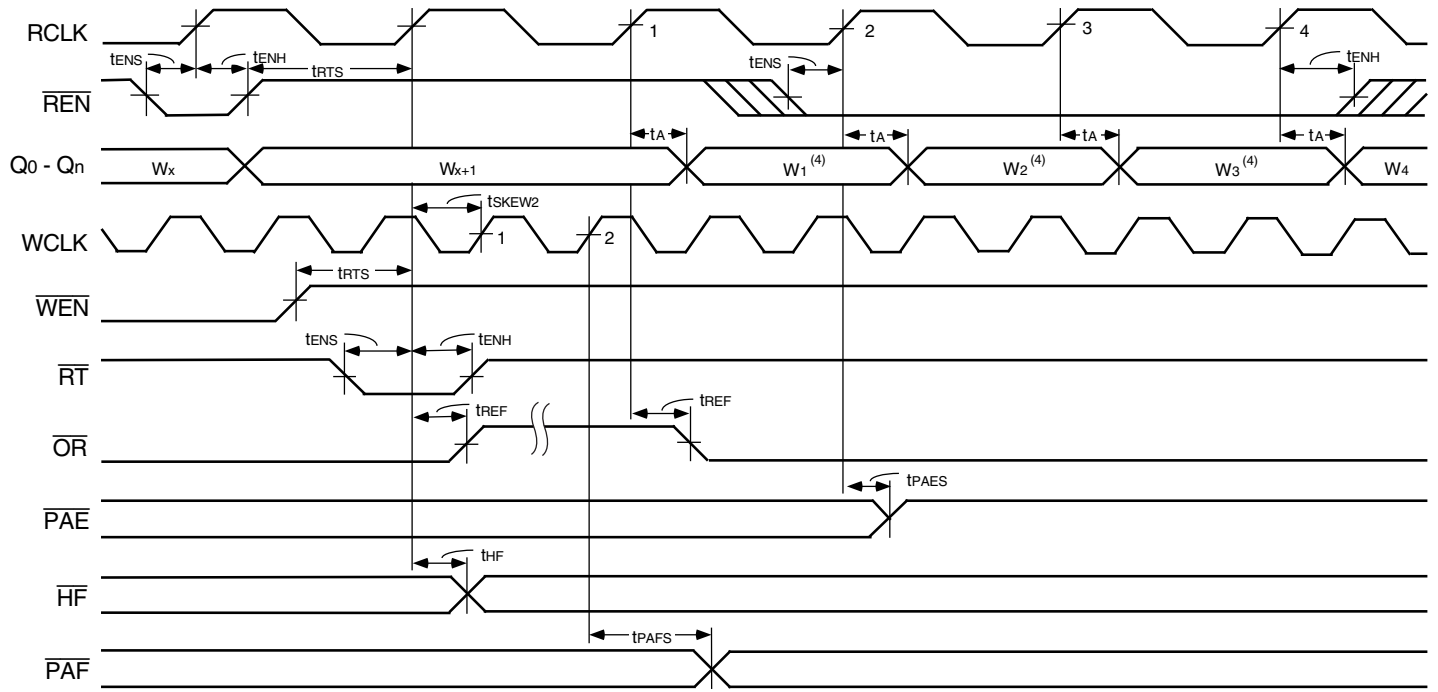 RCLK 1 2 3 4
tENS tENH tRTS tENS tENH
REN
tA tA tA tA
Q0 - Qn Wx Wx+1 W1(4) W2(4) W3(4) W4
tSKEW2
WCLK 1 2
tRTS
WEN
tENS tENH
RT
tREF tREF
OR
tPAES
PAE
tHF
HF
tPAFS
PAF